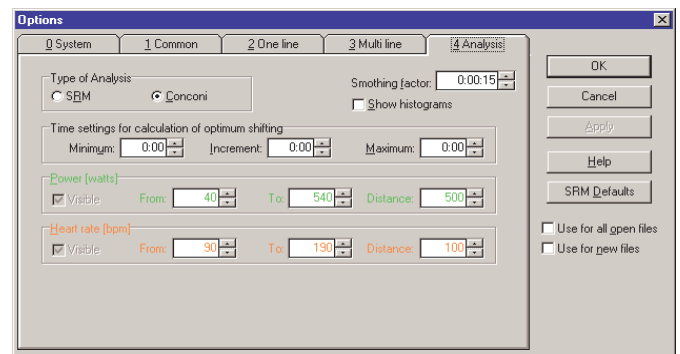 Options
0 System 1 Common 2 One line 3 Multi line 4 Analysis
Type of Analysis
SRM Conconi
Smothing factor: 0:00:15
Show histograms
Time settings for calculation of optimum shifting
Minimum: 0:00 Increment: 0:00 Maximum: 0:00
Power [watts]
Visible From: 40 To: 540 Distance: 500
Heart rate [bpm]
Visible From: 90 To: 190 Distance: 100
OK
Cancel
Apply
Help
SRM Defaults
Use for all open files
Use for new files